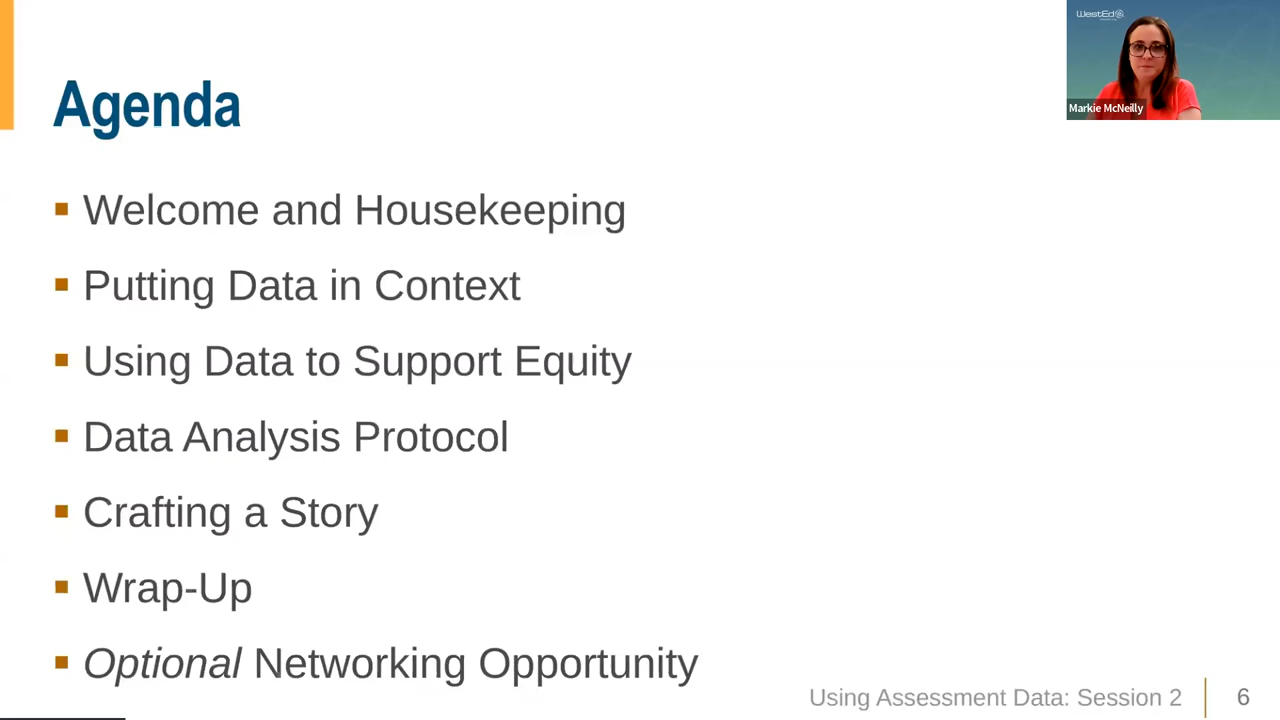 Agenda
WestEd
Markie McNeilly
Welcome and Housekeeping
Putting Data in Context
Using Data to Support Equity
Data Analysis Protocol
Crafting a Story
Wrap-Up
Optional Networking Opportunity
Using Assessment Data: Session 2
6